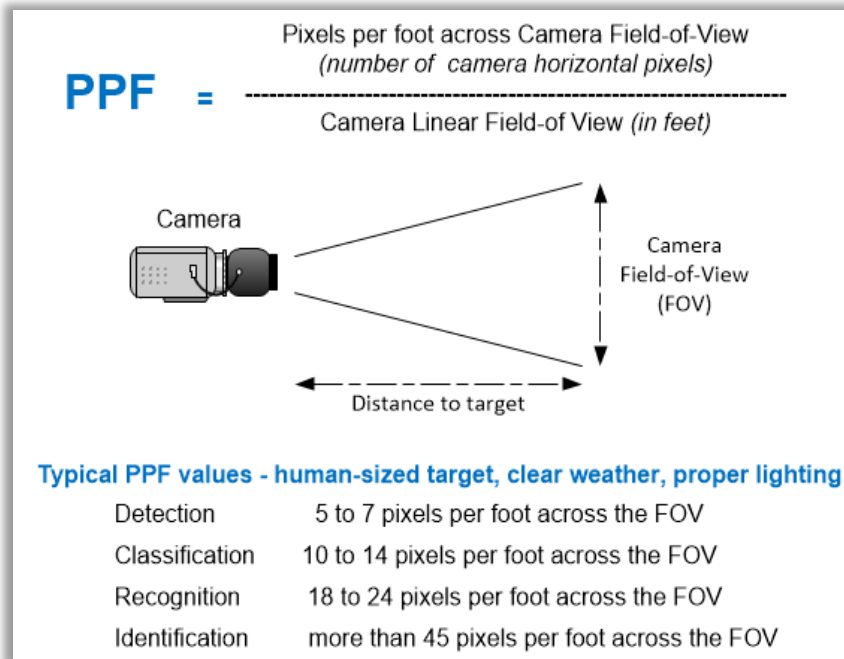 Pixels per foot across Camera Field-of-View
(number of camera horizontal pixels)
PPF = ---------------------------------------------------------------
Camera Linear Field-of View (in feet)
Camera
Camera
Field-of-View
(FOV)
Distance to target
Typical PPF values - human-sized target, clear weather, proper lighting
Detection 5 to 7 pixels per foot across the FOV
Classification 10 to 14 pixels per foot across the FOV
Recognition 18 to 24 pixels per foot across the FOV
Identification more than 45 pixels per foot across the FOV